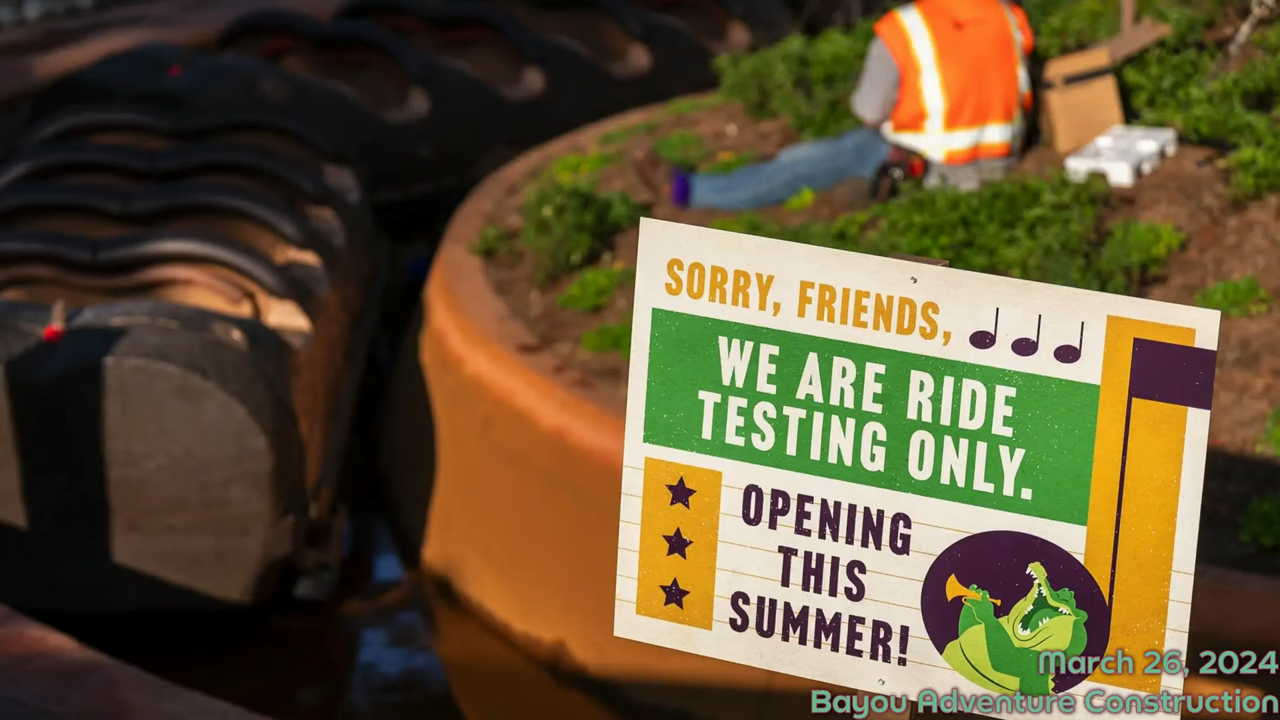 SORRY, FRIENDS,
WE ARE RIDE
TESTING ONLY.
OPENING
THIS
SUMMER!
March 26, 2024
Bayou Adventure Construction